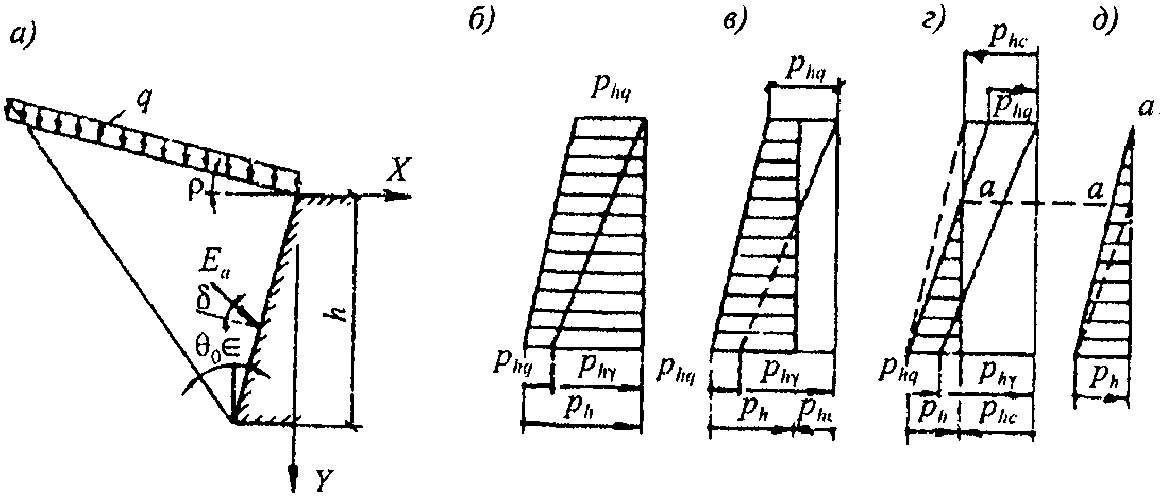 а)
б)
в)
г)
д)
q
ρ
X
E_a
δ
θ₀
∈
h
Y
p_hq
p_hq
p_hγ
p_h
p_hq
p_hq
p_hγ
p_h
p_hc
p_hc
p_hq
a
p_hq
p_hγ
p_h
p_hc
a
a
p_h